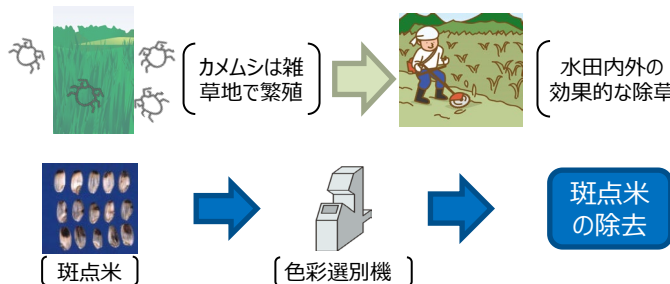 カメムシは雑
草地で繁殖
水田内外の
効果的な除草
斑点米
色彩選別機
斑点米
の除去